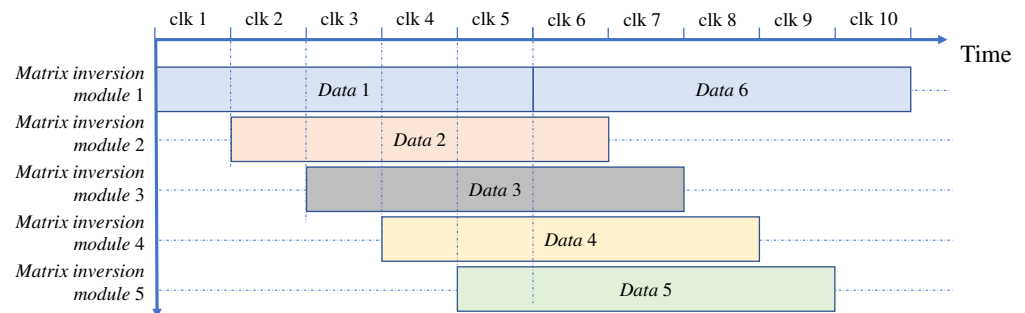 clk 1 clk 2 clk 3 clk 4 clk 5 clk 6 clk 7 clk 8 clk 9 clk 10
Time
Matrix inversion
module 1
Data 1
Data 6
Matrix inversion
module 2
Data 2
Matrix inversion
module 3
Data 3
Matrix inversion
module 4
Data 4
Matrix inversion
module 5
Data 5